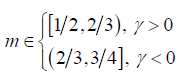 m ∈ { [1/2, 2/3), γ > 0
(2/3, 3/4], γ < 0